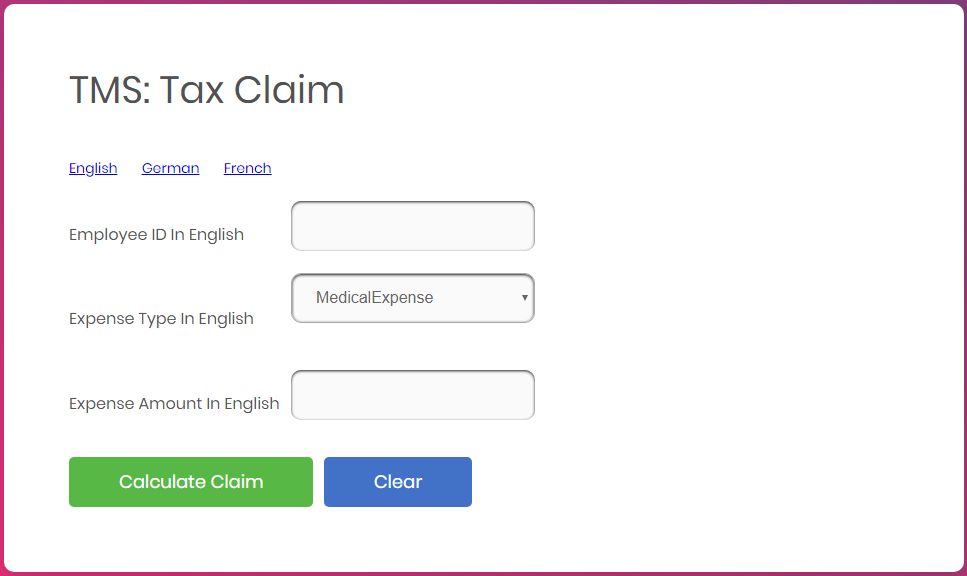 TMS: Tax Claim
English German French
Employee ID In English
MedicalExpense
Expense Type In English
Expense Amount In English
Calculate Claim Clear